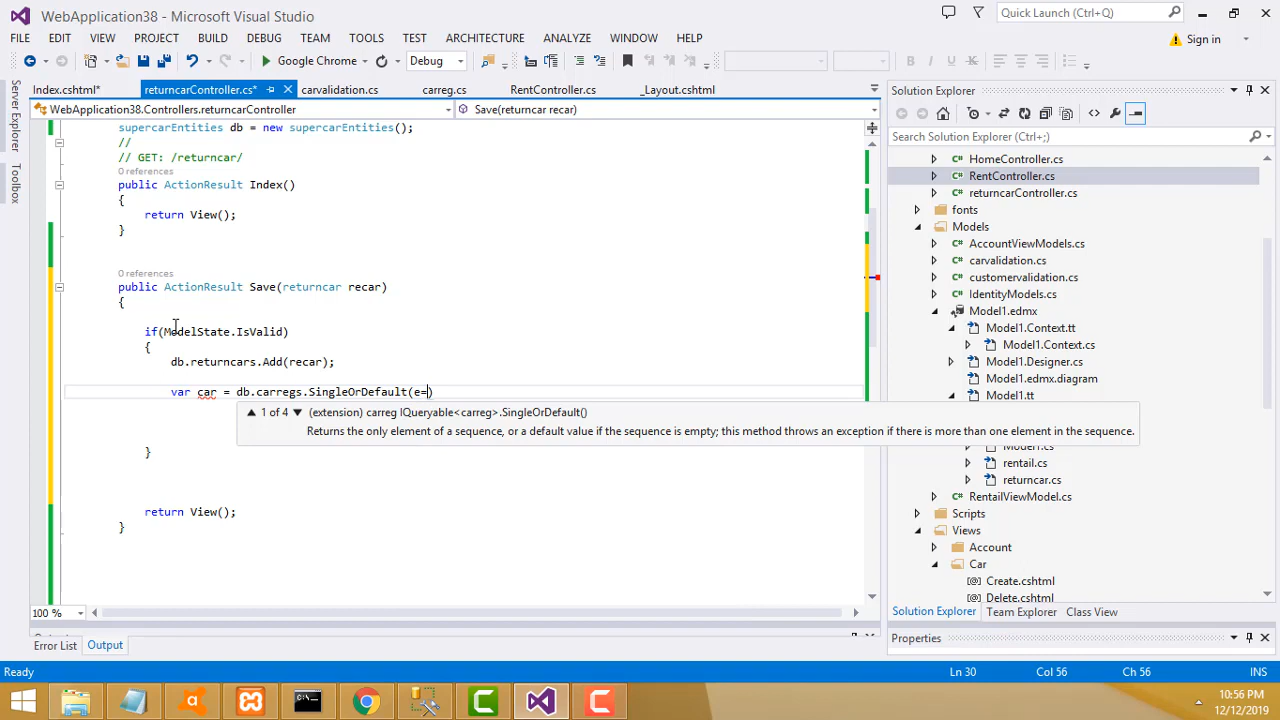 WebApplication38 - Microsoft Visual Studio
Quick Launch (Ctrl+Q)
FILE EDIT VIEW PROJECT BUILD DEBUG TEAM TOOLS TEST ARCHITECTURE ANALYZE WINDOW HELP
Sign in
Google Chrome Debug
Server Explorer
Toolbox
Index.cshtml* returncarController.cs* carvalidation.cs carreg.cs RentController.cs _Layout.cshtml
WebApplication38.Controllers.returncarController Save(returncar recar)
supercarEntities db = new supercarEntities();
//
// GET: /returncar/
0 references
public ActionResult Index()
{
return View();
}
0 references
public ActionResult Save(returncar recar)
{
if(ModelState.IsValid)
{
db.returncars.Add(recar);
var car = db.carregs.SingleOrDefault(e=)
1 of 4 (extension) carreg IQueryable<carreg>.SingleOrDefault()
Returns the only element of a sequence, or a default value if the sequence is empty; this method throws an exception if there is more than one element in the sequence.
}
return View();
}
100 %
Error List Output
Solution Explorer
Search Solution Explorer (Ctrl+;)
HomeController.cs
RentController.cs
returncarController.cs
fonts
Models
AccountViewModels.cs
carvalidation.cs
customervalidation.cs
IdentityModels.cs
Model1.edmx
Model1.Context.tt
Model1.Context.cs
Model1.Designer.cs
Model1.edmx.diagram
Model1.tt
Model1.cs
rentail.cs
returncar.cs
RentailViewModel.cs
Scripts
Views
Account
Car
Create.cshtml
Delete.cshtml
Solution Explorer Team Explorer Class View
Properties
Ready Ln 30 Col 56 Ch 56 INS
10:56 PM
12/12/2019